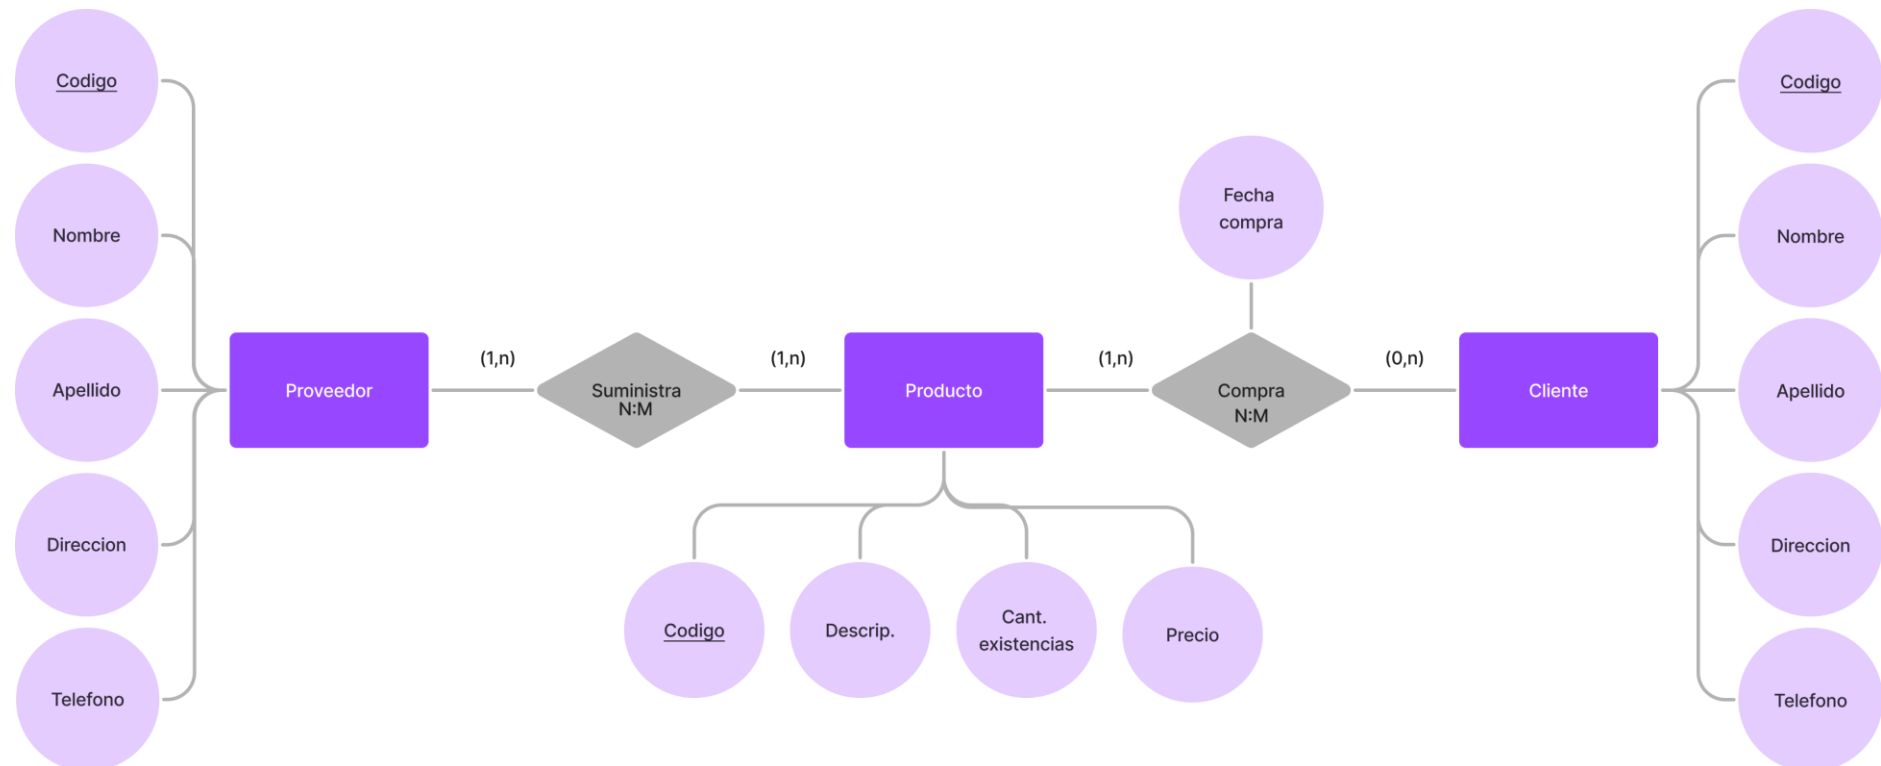 Codigo
Nombre
Apellido
Direccion
Telefono
Proveedor
(1,n)
Suministra
N:M
(1,n)
Producto
Codigo
Descrip.
Cant.
existencias
Precio
(1,n)
Fecha
compra
Compra
N:M
(0,n)
Cliente
Codigo
Nombre
Apellido
Direccion
Telefono